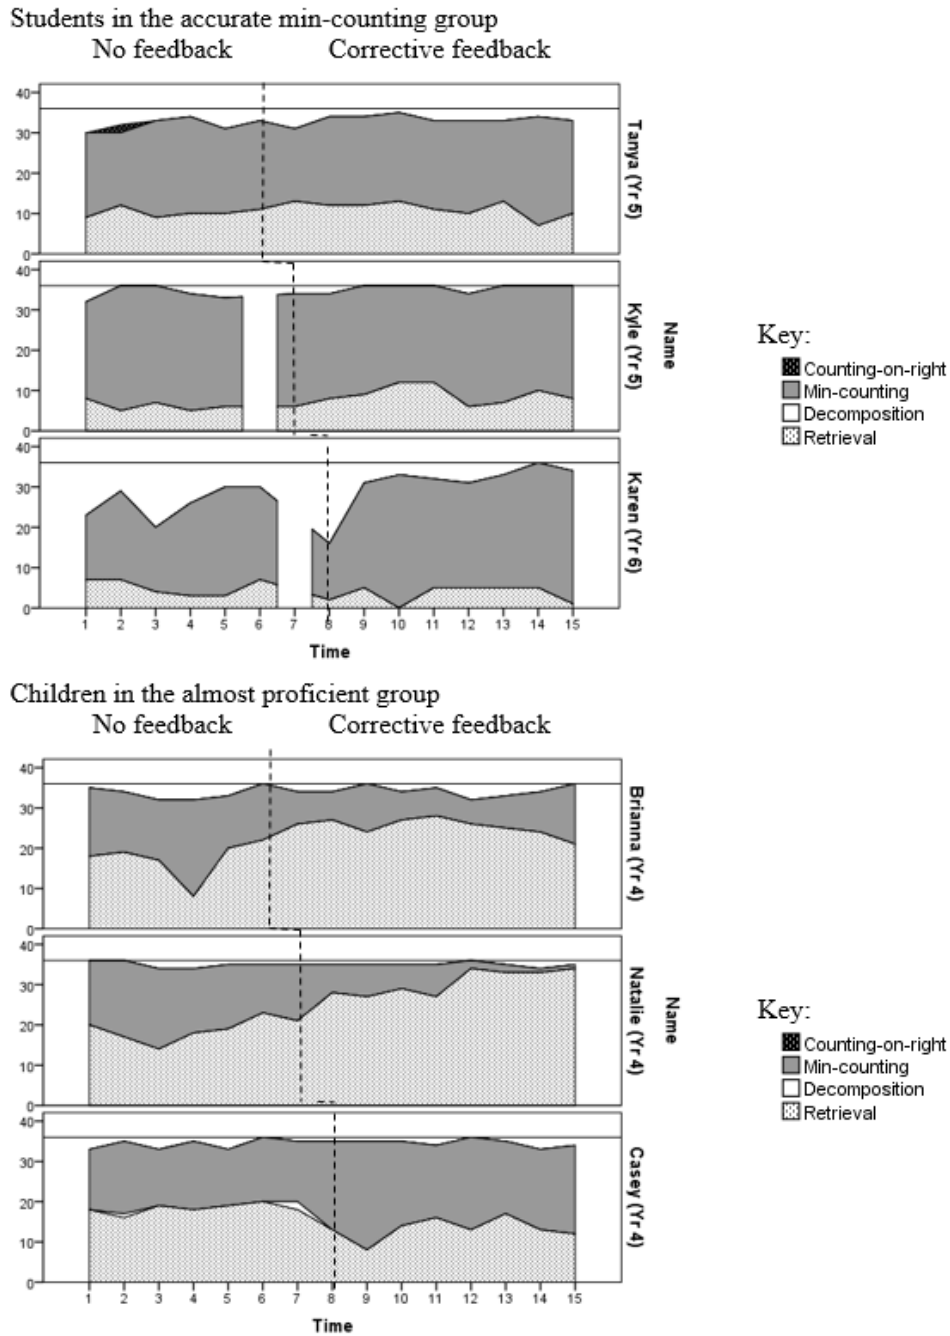 Students in the accurate min-counting group
No feedback Corrective feedback
40
30
20
10
0
Tanya (Yr 5)
40
30
20
10
0
Kyle (Yr 5)
Name
40
30
20
10
0
Karen (Yr 6)
1 2 3 4 5 6 7 8 9 10 11 12 13 14 15
Time
Key:
Counting-on-right
Min-counting
Decomposition
Retrieval
Children in the almost proficient group
No feedback Corrective feedback
40
30
20
10
0
Brianna (Yr 4)
40
30
20
10
0
Natalie (Yr 4)
Name
40
30
20
10
0
Casey (Yr 4)
1 2 3 4 5 6 7 8 9 10 11 12 13 14 15
Time
Key:
Counting-on-right
Min-counting
Decomposition
Retrieval